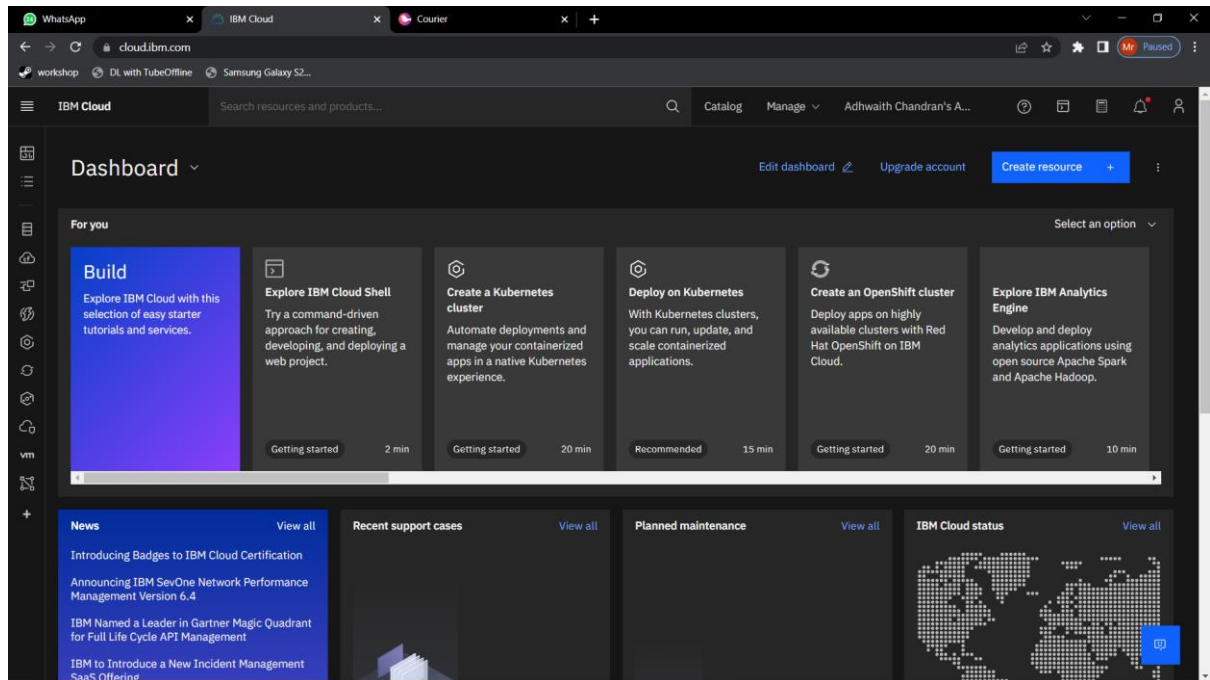 WhatsApp
IBM Cloud
Courier
cloud.ibm.com
Mr Paused
workshop
DL with TubeOffline
Samsung Galaxy S2...
IBM Cloud
Search resources and products...
Catalog
Manage
Adhwaith Chandran's A...
Dashboard
Edit dashboard
Upgrade account
Create resource +
For you
Select an option
Build
Explore IBM Cloud with this
selection of easy starter
tutorials and services.
Explore IBM Cloud Shell
Try a command-driven
approach for creating,
developing, and deploying a
web project.
Getting started
2 min
Create a Kubernetes
cluster
Automate deployments and
manage your containerized
apps in a native Kubernetes
experience.
Getting started
20 min
Deploy on Kubernetes
With Kubernetes clusters,
you can run, update, and
scale containerized
applications.
Recommended
15 min
Create an OpenShift cluster
Deploy apps on highly
available clusters with Red
Hat OpenShift on IBM
Cloud.
Getting started
20 min
Explore IBM Analytics
Engine
Develop and deploy
analytics applications using
open source Apache Spark
and Apache Hadoop.
Getting started
10 min
vm
News
View all
Introducing Badges to IBM Cloud Certification
Announcing IBM SevOne Network Performance
Management Version 6.4
IBM Named a Leader in Gartner Magic Quadrant
for Full Life Cycle API Management
IBM to Introduce a New Incident Management
SaaS Offering
Recent support cases
View all
Planned maintenance
View all
IBM Cloud status
View all